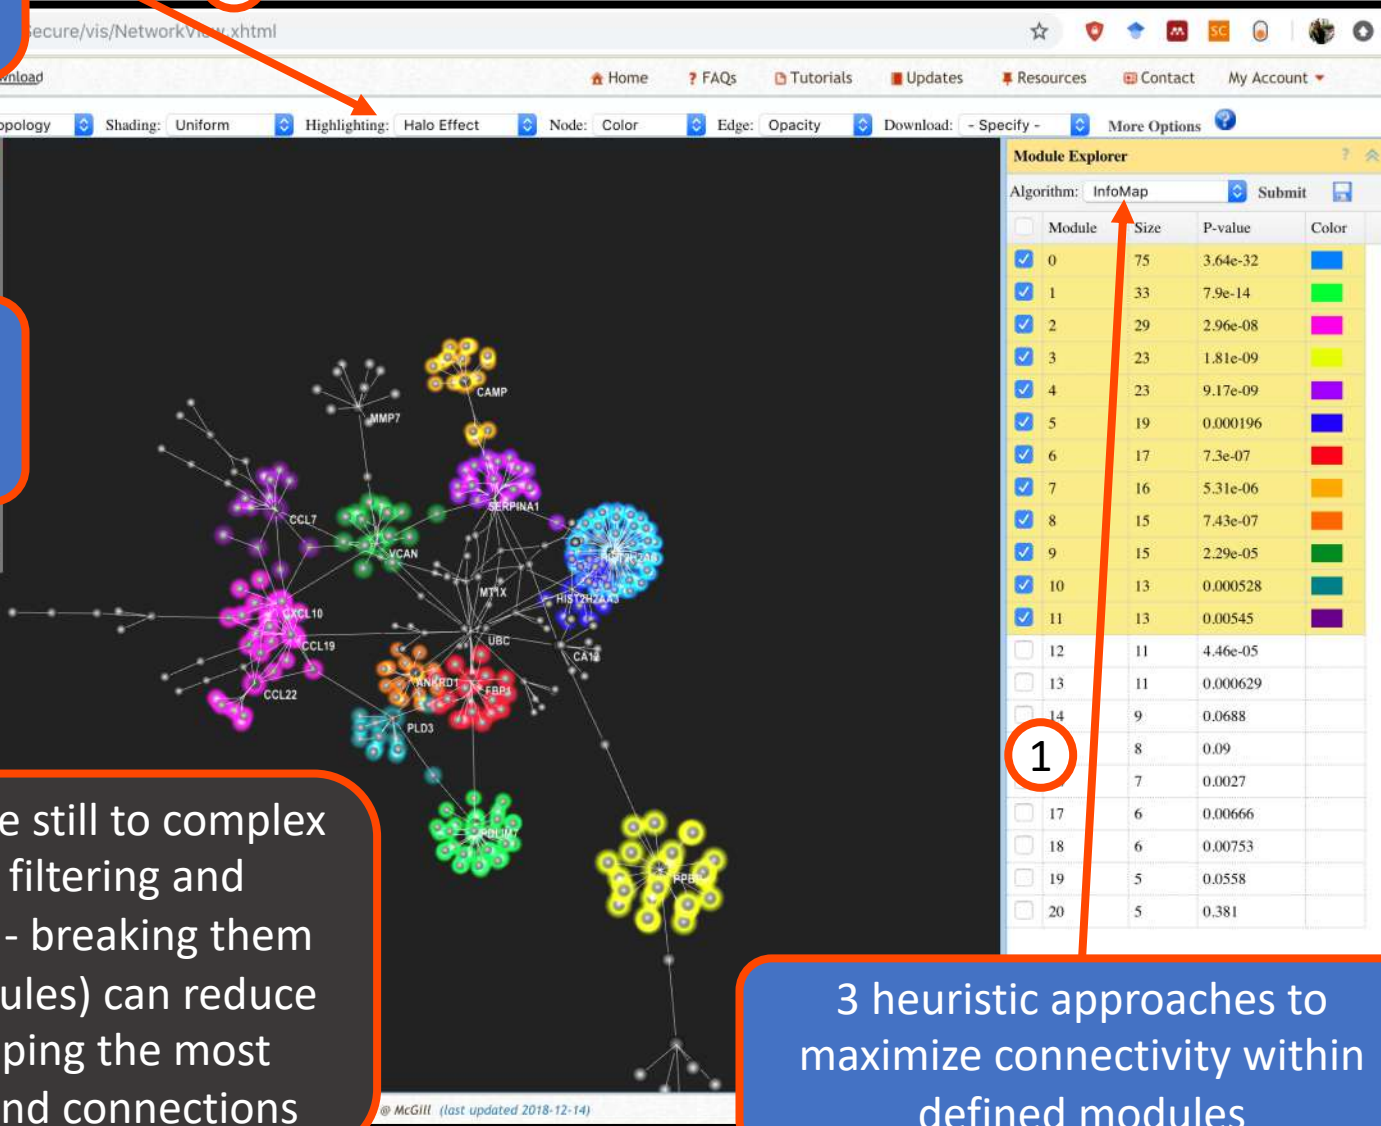 ecure/vis/NetworkView.xhtml
SC
wnload
Home ? FAQs Tutorials Updates Resources Contact My Account
opology Shading: Uniform Highlighting: Halo Effect Node: Color Edge: Opacity Download: - Specify - More Options ?
Module Explorer ?
Algorithm: InfoMap Submit
Module Size P-value Color
0 75 3.64e-32
1 33 7.9e-14
2 29 2.96e-08
3 23 1.81e-09
4 23 9.17e-09
5 19 0.000196
6 17 7.3e-07
7 16 5.31e-06
8 15 7.43e-07
9 15 2.29e-05
10 13 0.000528
11 13 0.00545
12 11 4.46e-05
13 11 0.000629
14 9 0.0688
8 0.09
7 0.0027
17 6 0.00666
18 6 0.00753
19 5 0.0558
20 5 0.381
1
CAMP
MMP7
SERPINA1
CCL7
VCAN
MT1X
HIST2H2AA3
CXCL10
UBC
CCL19
CA12
ANKRD1
FBP1
CCL22
PLD3
e still to complex
filtering and
- breaking them
ules) can reduce
ping the most
nd connections
3 heuristic approaches to
maximize connectivity within
defined modules
@ McGill (last updated 2018-12-14)